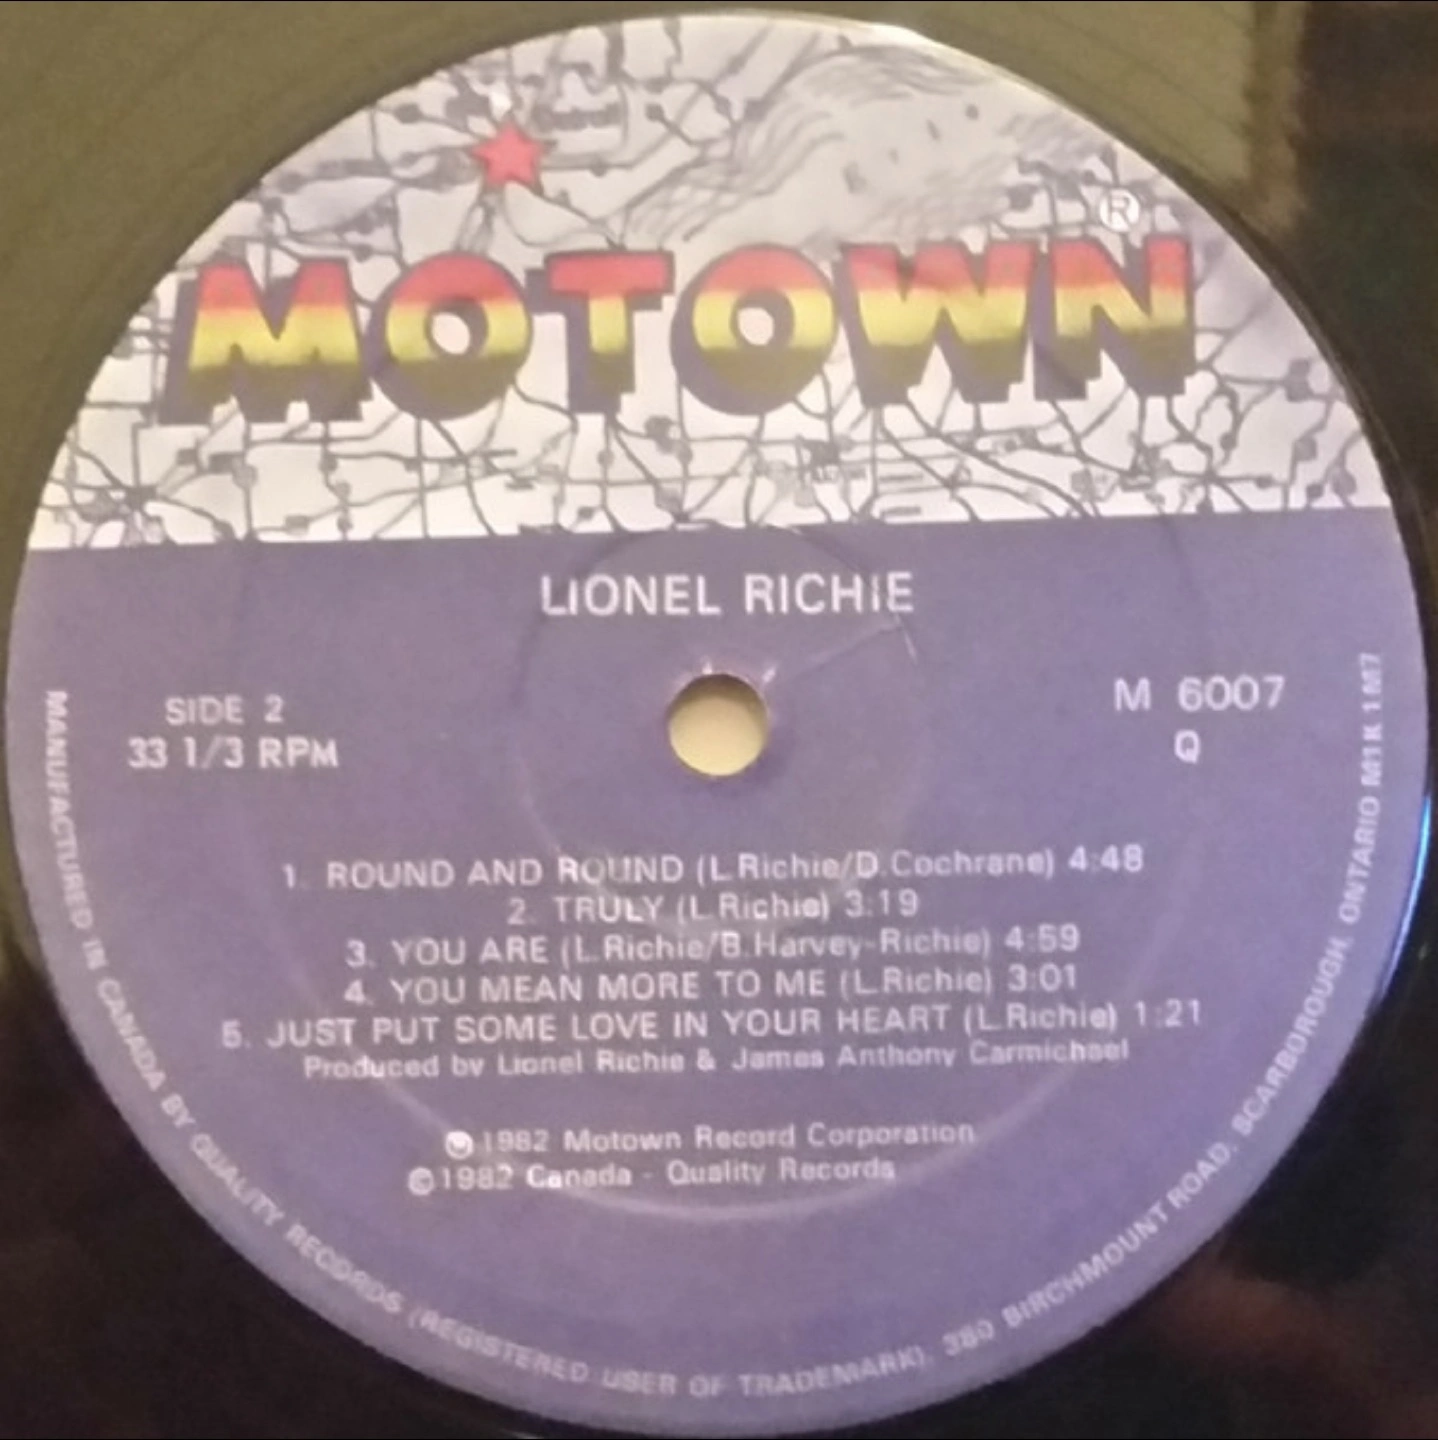 Detroit
MOTOWN®
LIONEL RICHIE
SIDE 2
33 1/3 RPM
M 6007
Q
1. ROUND AND ROUND (L.Richie/D.Cochrane) 4:48
2. TRULY (L.Richie) 3:19
3. YOU ARE (L.Richie/B.Harvey-Richie) 4:59
4. YOU MEAN MORE TO ME (L.Richie) 3:01
5. JUST PUT SOME LOVE IN YOUR HEART (L.Richie) 1:21
Produced by Lionel Richie & James Anthony Carmichael
1982 Motown Record Corporation
©1982 Canada - Quality Records
MANUFACTURED IN CANADA BY QUALITY RECORDS (REGISTERED USER OF TRADEMARK), 380 BIRCHMOUNT ROAD, SCARBOROUGH, ONTARIO M1K 1M7